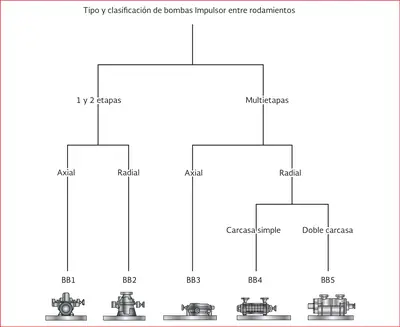 Tipo y clasificación de bombas Impulsor entre rodamientos
1 y 2 etapas
Multietapas
Axial
Radial
Axial
Radial
Carcasa simple
Doble carcasa
BB1
BB2
BB3
BB4
BB5